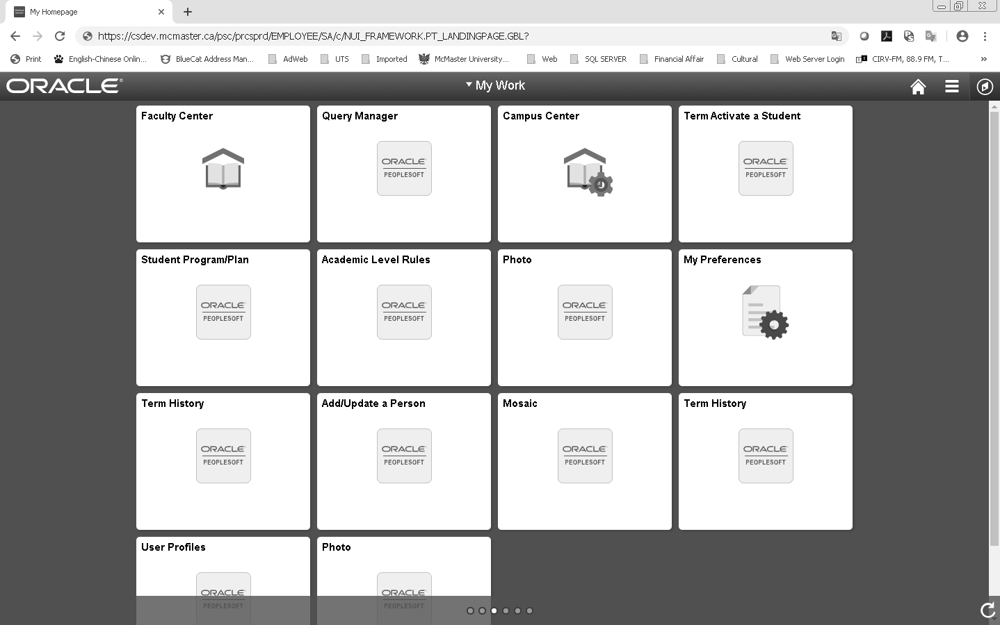 My Homepage
https://csdev.mcmaster.ca/psc/prcsprd/EMPLOYEE/SA/c/NUI_FRAMEWORK.PT_LANDINGPAGE.GBL?
Print English-Chinese Onlin... BlueCat Address Man... AdWeb UTS Imported McMaster University... Web SQL SERVER Financial Affair Cultural Web Server Login CIRV-FM, 88.9 FM, T... »
ORACLE My Work
Faculty Center Query Manager Campus Center Term Activate a Student
ORACLE ORACLE
PEOPLESOFT PEOPLESOFT
Student Program/Plan Academic Level Rules Photo My Preferences
ORACLE ORACLE ORACLE
PEOPLESOFT PEOPLESOFT PEOPLESOFT
Term History Add/Update a Person Mosaic Term History
ORACLE ORACLE ORACLE ORACLE
PEOPLESOFT PEOPLESOFT PEOPLESOFT PEOPLESOFT
User Profiles Photo
ORACLE ORACLE
PEOPLESOFT PEOPLESOFT